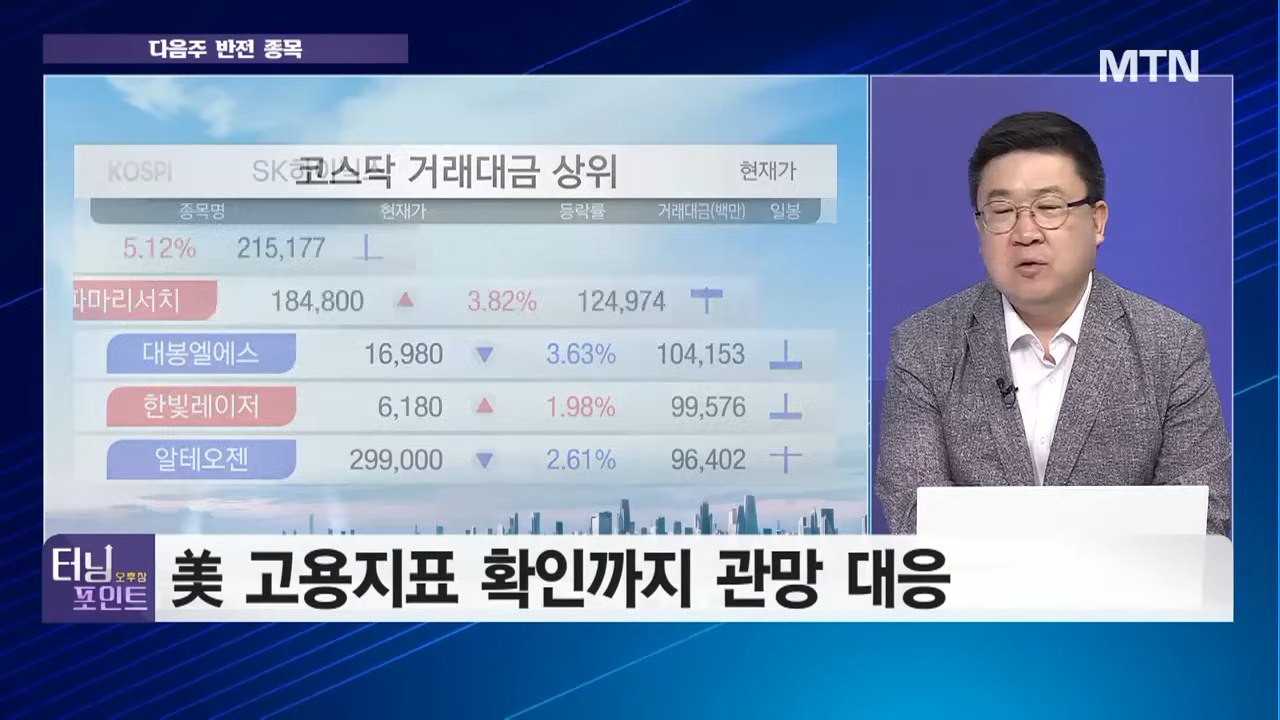 다음주 반전 종목
MTN
KOSPI
코스닥 거래대금 상위
현재가
종목명 현재가 등락률 거래대금(백만) 일봉
5.12% 215,177
파마리서치 184,800 ▲ 3.82% 124,974
대봉엘에스 16,980 ▼ 3.63% 104,153
한빛레이저 6,180 ▲ 1.98% 99,576
알테오젠 299,000 ▼ 2.61% 96,402
터닝 오후장
포인트
美 고용지표 확인까지 관망 대응